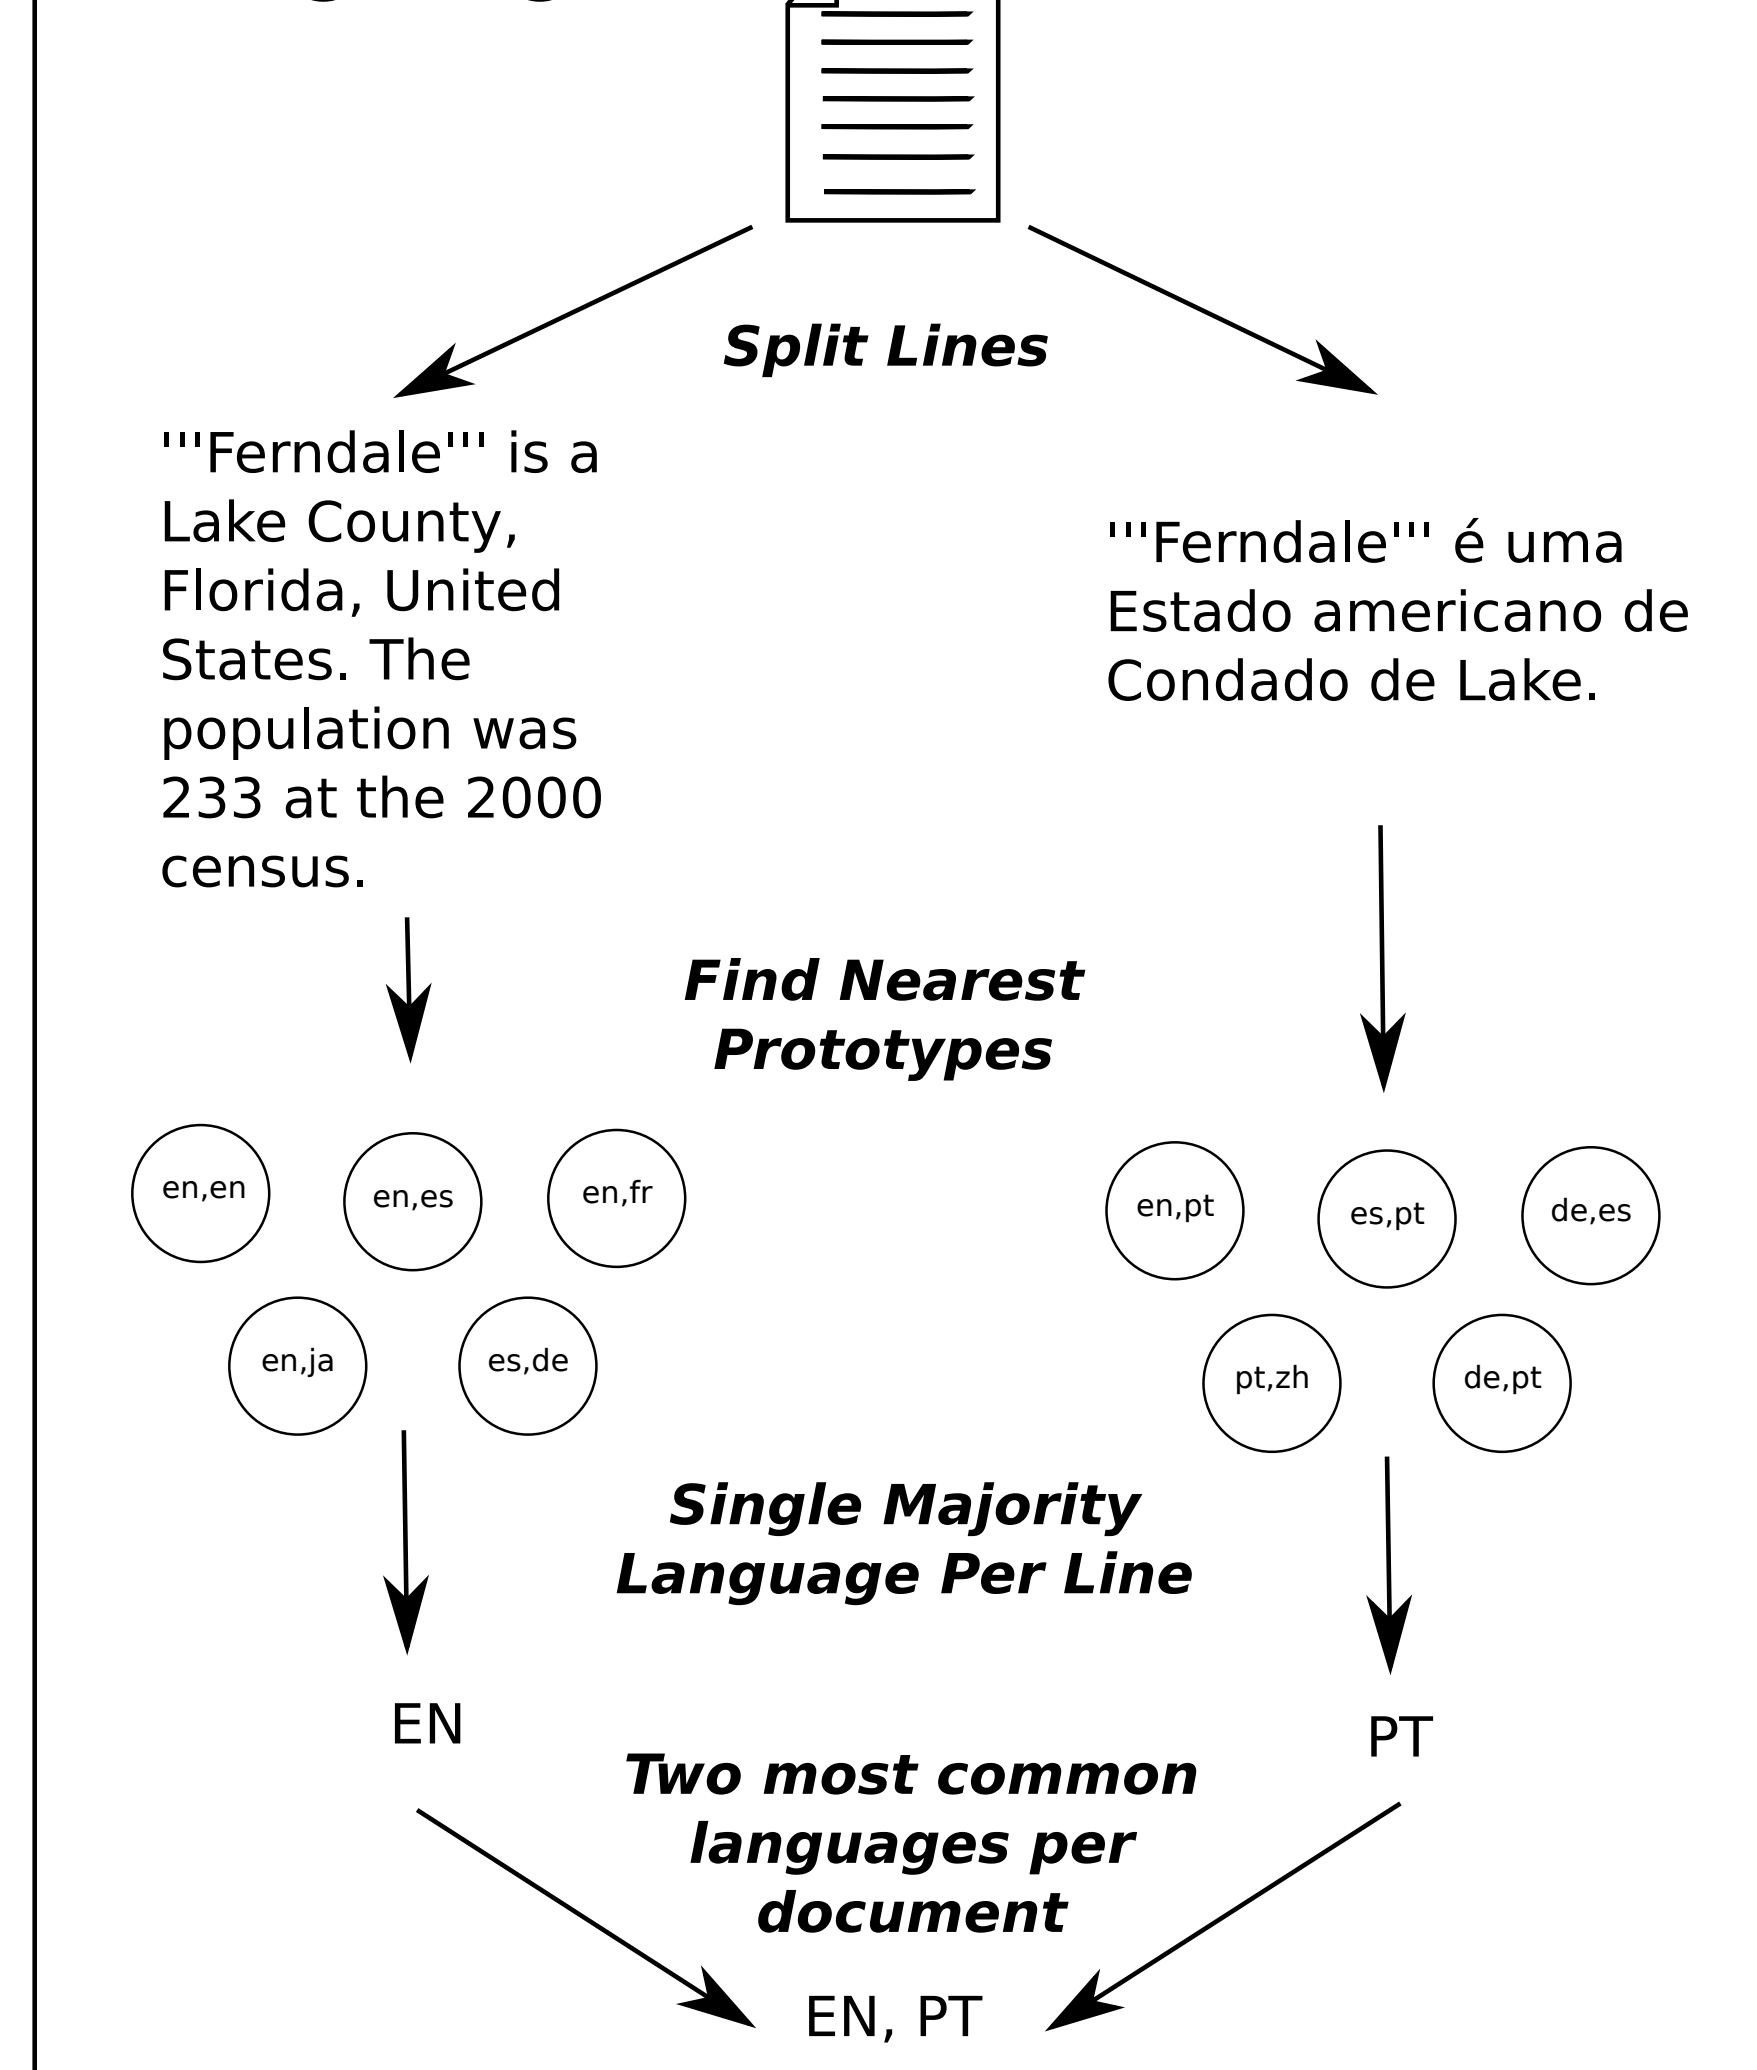 Split Lines
'''Ferndale''' is a
Lake County,
Florida, United
States. The
population was
233 at the 2000
census.
'''Ferndale''' é uma
Estado americano de
Condado de Lake.
Find Nearest
Prototypes
en,en
en,es
en,fr
en,ja
es,de
en,pt
es,pt
de,es
pt,zh
de,pt
Single Majority
Language Per Line
EN
PT
Two most common
languages per
document
EN, PT